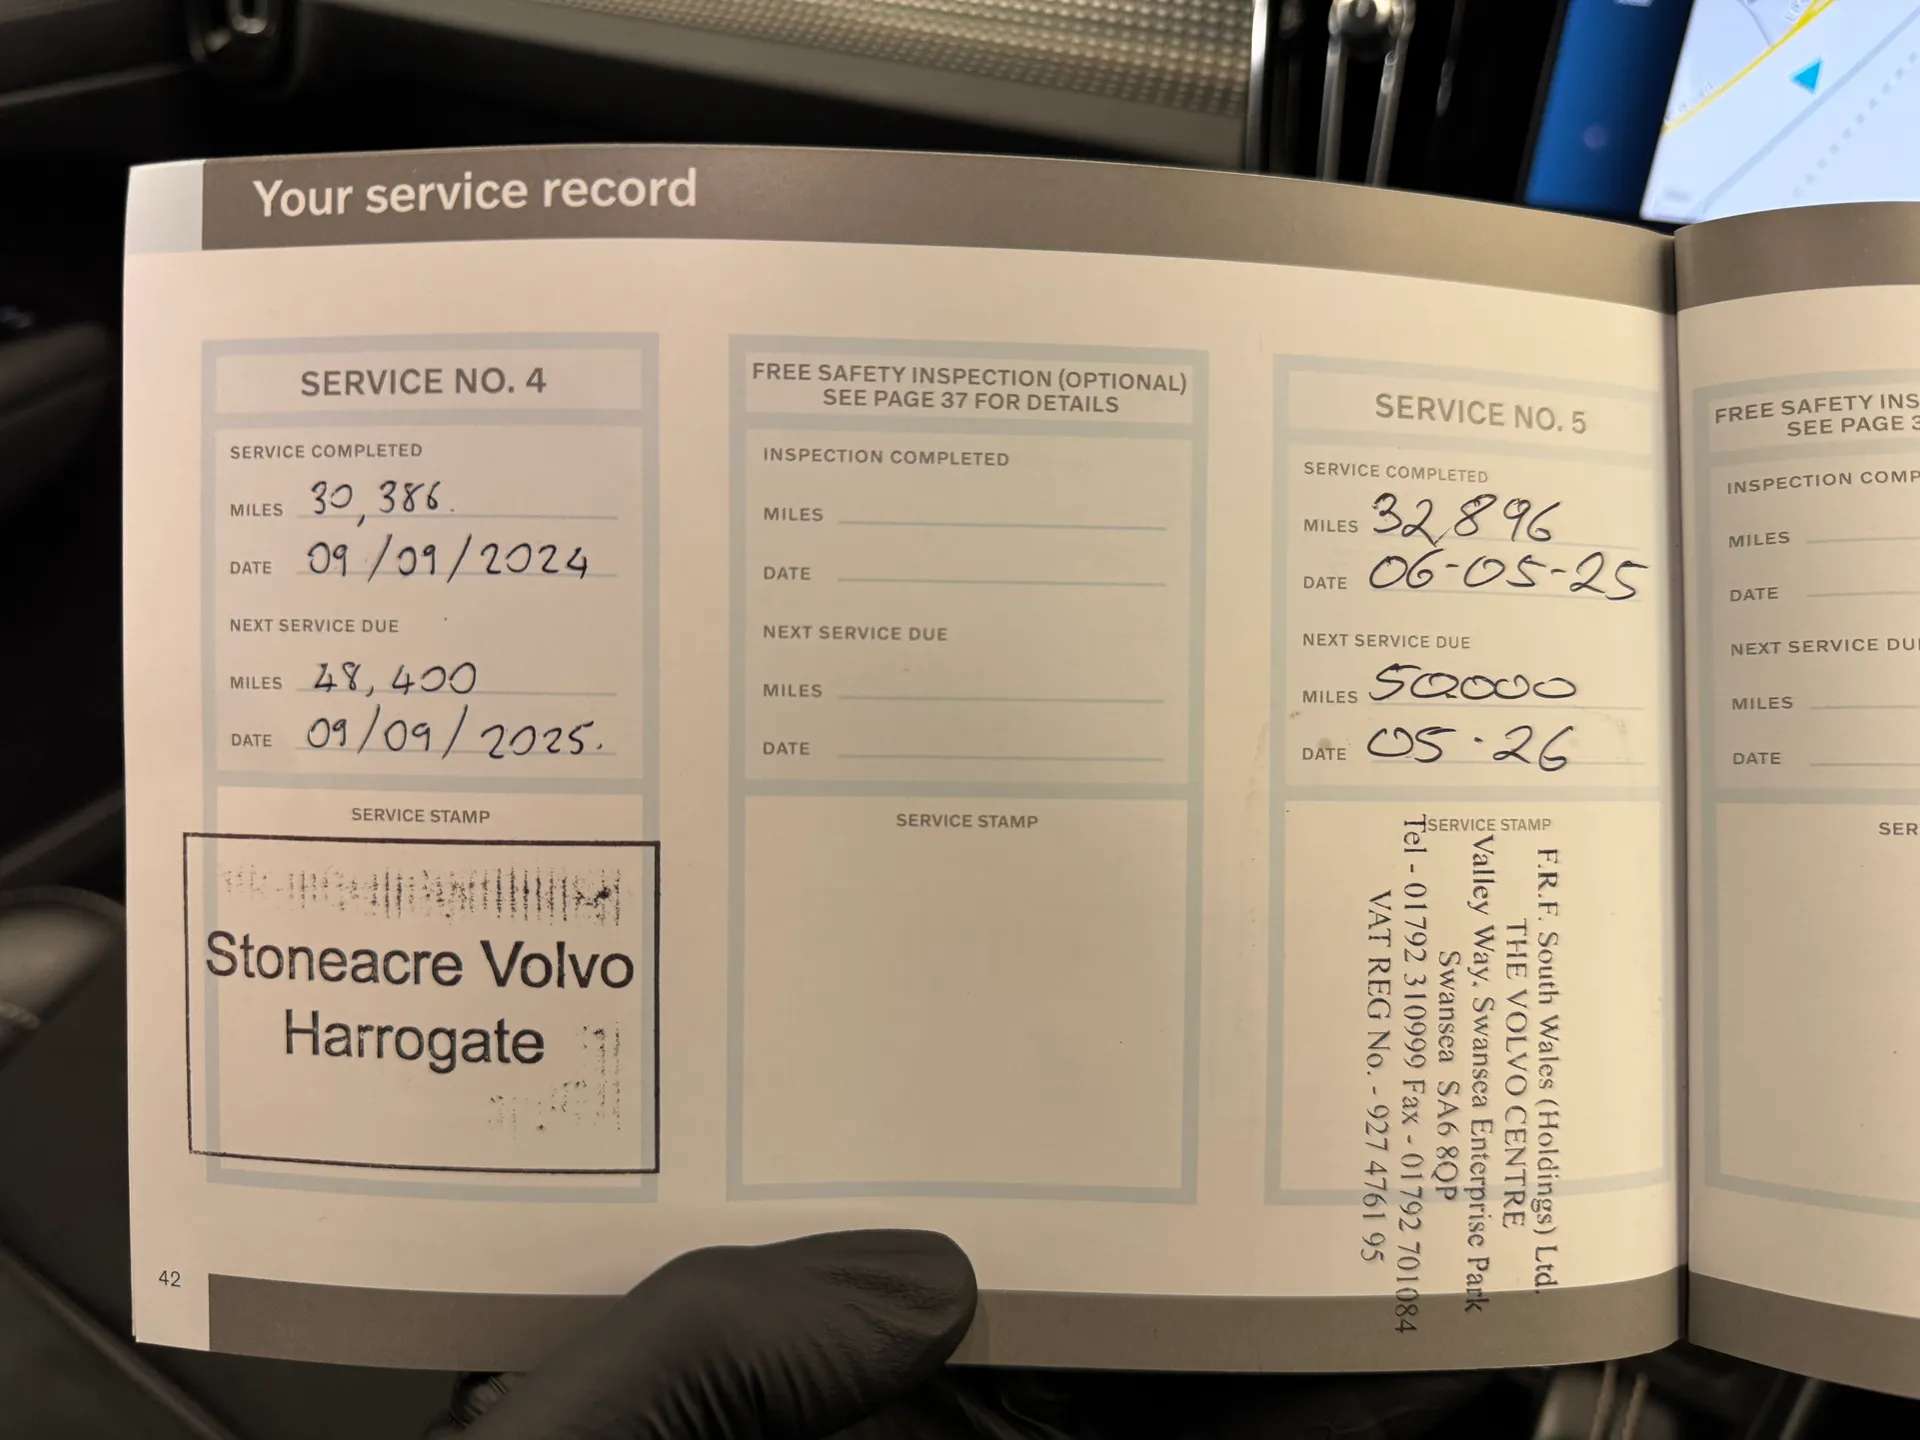 Your service record
SERVICE NO. 4
SERVICE COMPLETED
MILES 30,386.
DATE 09/09/2024
NEXT SERVICE DUE
MILES 48,400
DATE 09/09/2025.
SERVICE STAMP
Stoneacre Volvo
Harrogate
FREE SAFETY INSPECTION (OPTIONAL)
SEE PAGE 37 FOR DETAILS
INSPECTION COMPLETED
MILES
DATE
NEXT SERVICE DUE
MILES
DATE
SERVICE STAMP
SERVICE NO. 5
SERVICE COMPLETED
MILES 32,896
DATE 06-05-25
NEXT SERVICE DUE
MILES 50000
DATE 05.26
SERVICE STAMP
F.R.F. South Wales (Holdings) Ltd.
THE VOLVO CENTRE
Valley Way, Swansea Enterprise Park
Swansea SA6 8QP
Tel - 01792 310999 Fax - 01792 701084
VAT REG No. - 927 4761 95
FREE SAFETY INS
SEE PAGE 3
INSPECTION COMP
MILES
DATE
NEXT SERVICE DU
MILES
DATE
SER
42